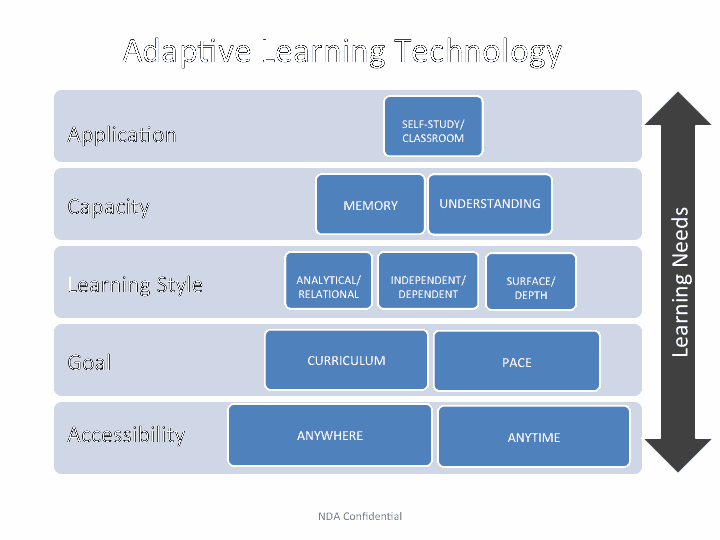 Adaptive Learning Technology
Application
SELF-STUDY/
CLASSROOM
Capacity
MEMORY
UNDERSTANDING
Learning Style
ANALYTICAL/
RELATIONAL
INDEPENDENT/
DEPENDENT
SURFACE/
DEPTH
Goal
CURRICULUM
PACE
Accessibility
ANYWHERE
ANYTIME
Learning Needs
NDA Confidential